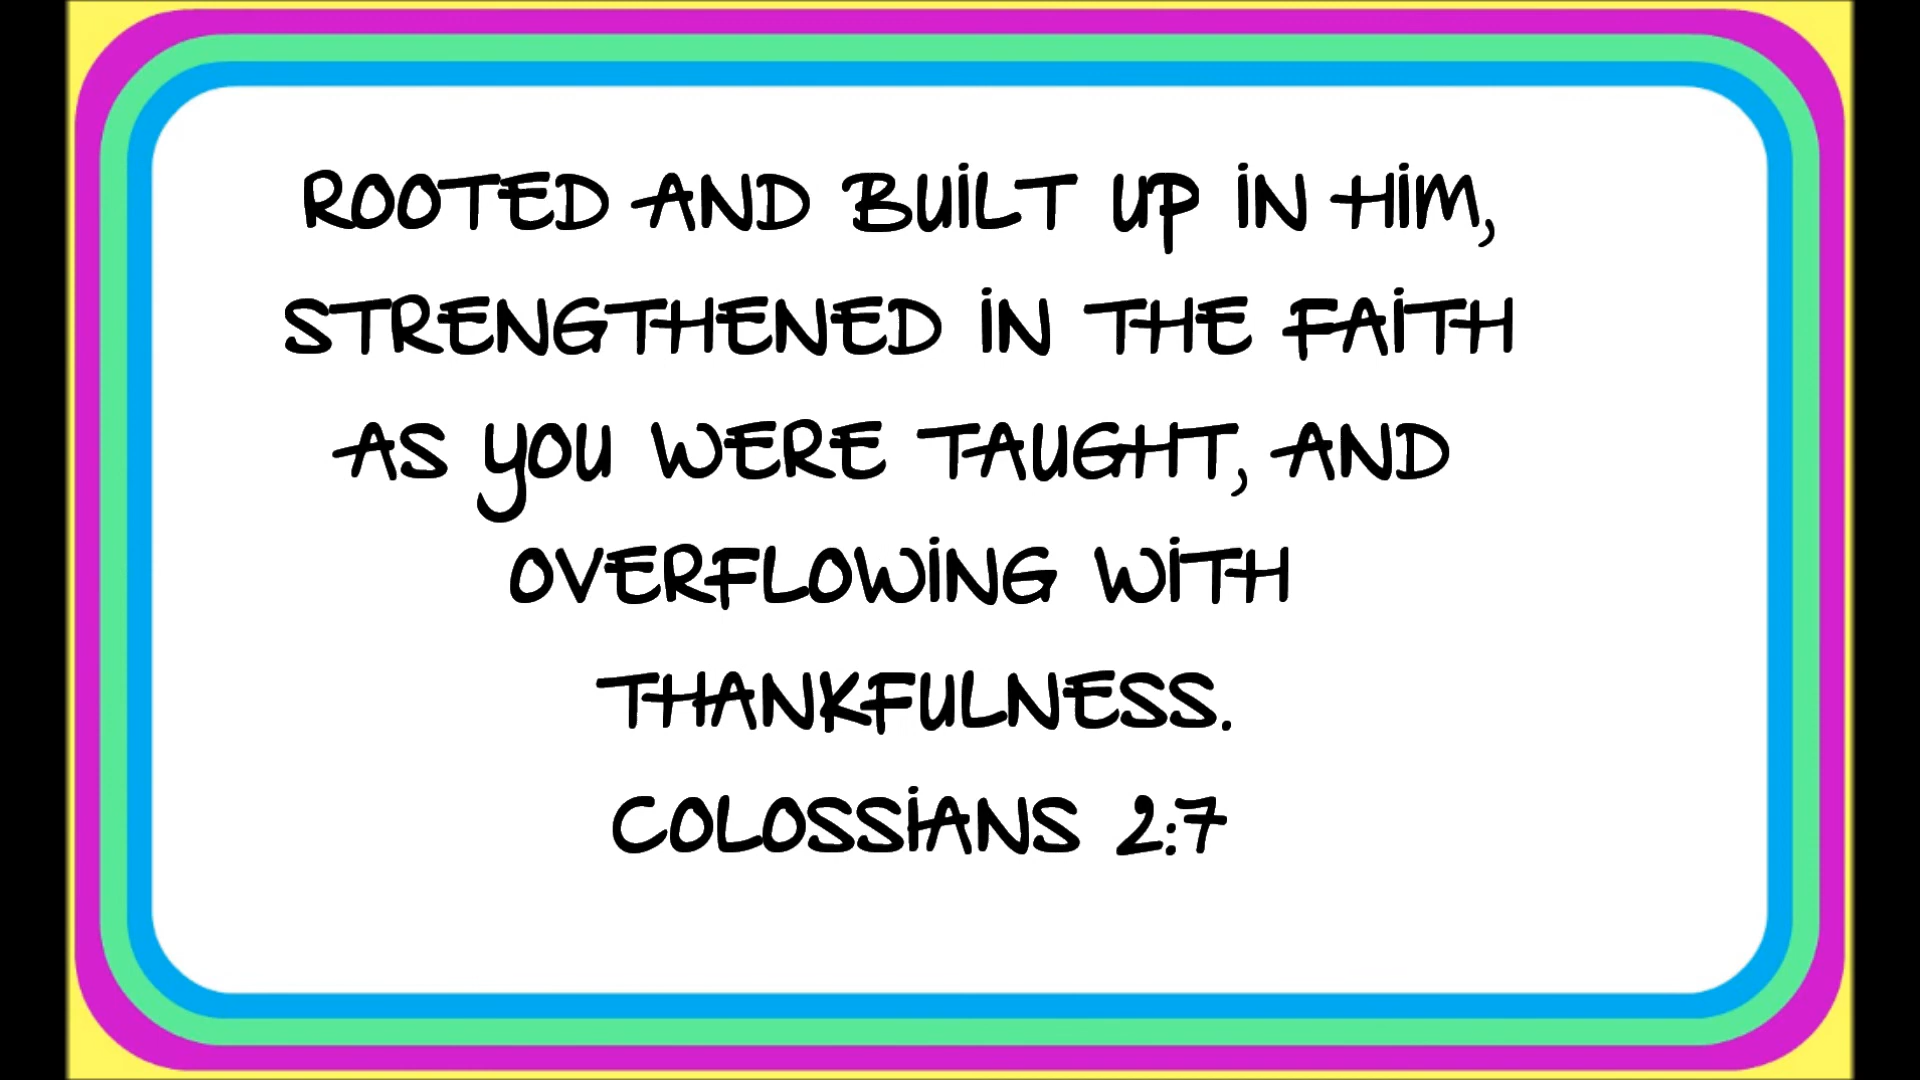 ROOTED AND BUILT UP IN HIM,
STRENGTHENED IN THE FAITH
AS YOU WERE TAUGHT, AND
OVERFLOWING WITH
THANKFULNESS.
COLOSSIANS 2:7